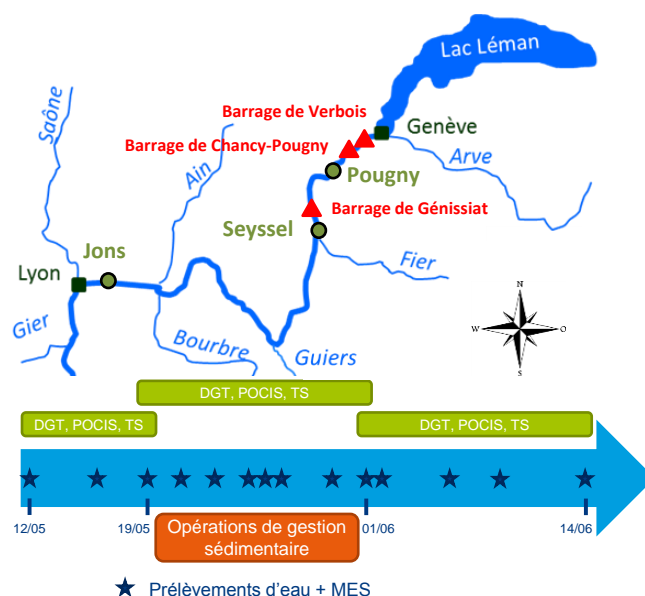 Lac Léman
Saône
Barrage de Verbois
Genève
Barrage de Chancy-Pougny
Ain
Arve
Pougny
Barrage de Génissiat
Seyssel
Jons
Fier
Lyon
Gier
Bourbre
Guiers
N
W
O
S
DGT, POCIS, TS
DGT, POCIS, TS
DGT, POCIS, TS
12/05
19/05
Opérations de gestion
sédimentaire
01/06
14/06
Prélèvements d'eau + MES